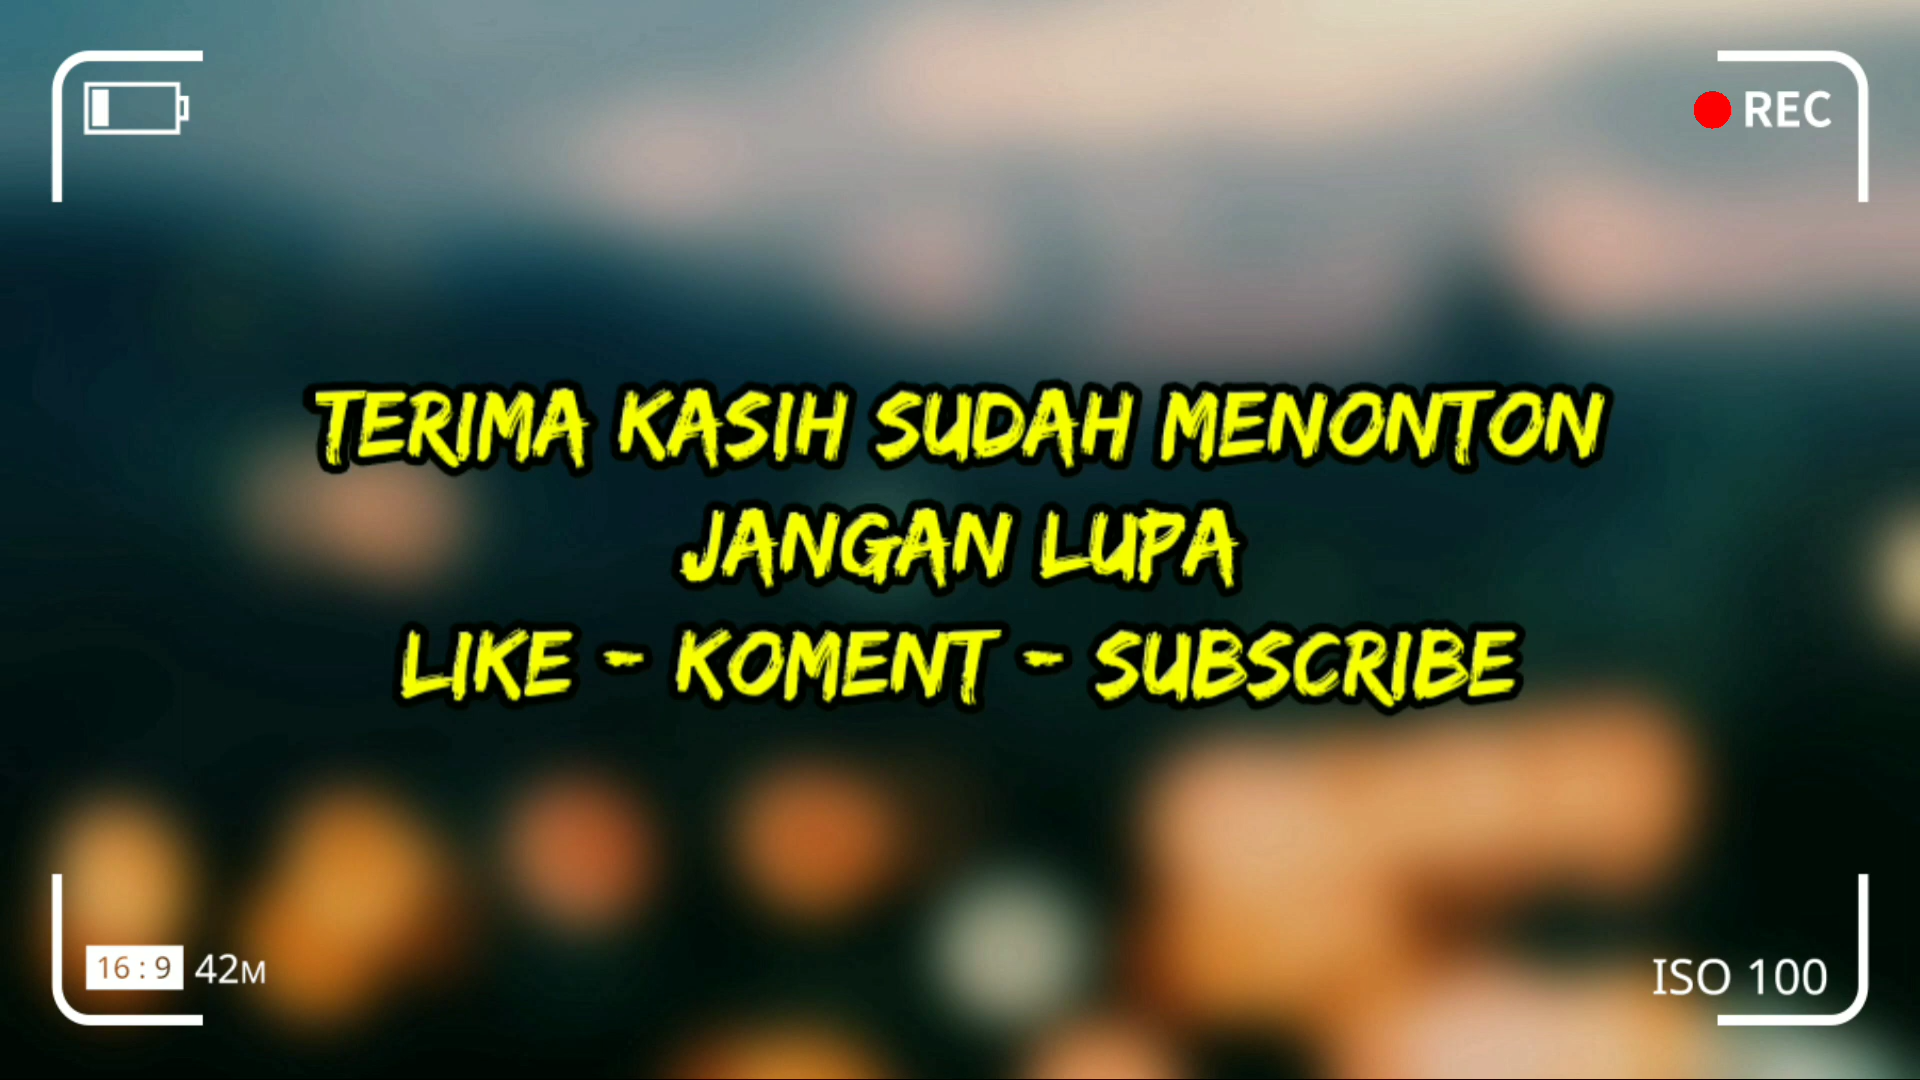 REC
TERIMA KASIH SUDAH MENONTON
JANGAN LUPA
LIKE - KOMENT - SUBSCRIBE
16:9 42M
ISO 100